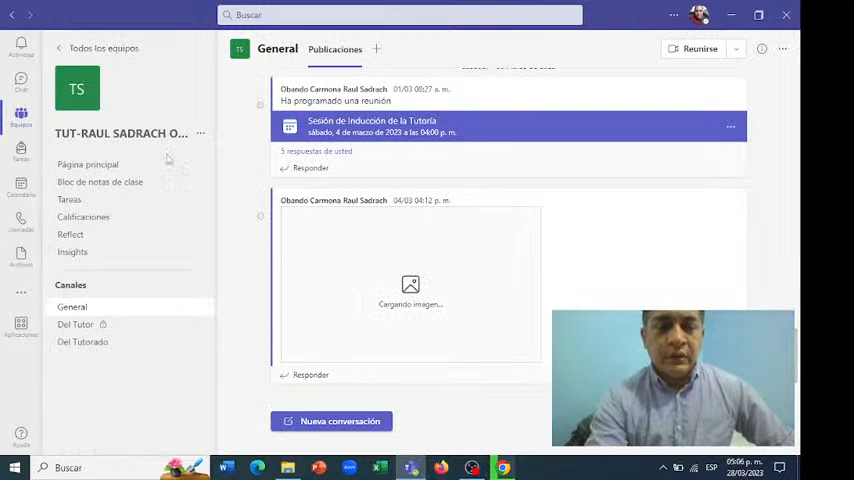 Buscar
Actividad
Chat
Equipos
Tareas
Calendario
Llamadas
Archivos
Aplicaciones
Ayuda
Todos los equipos
TS
TUT-RAUL SADRACH O...
Página principal
Bloc de notas de clase
Tareas
Calificaciones
Reflect
Insights
Canales
General
Del Tutor
Del Tutorado
TS
General
Publicaciones
Reunirse
Obando Carmona Raul Sadrach 01/03 08:27 a. m.
Ha programado una reunión
Sesión de Inducción de la Tutoría
sábado, 4 de marzo de 2023 a las 04:00 p. m.
5 respuestas de usted
Responder
Obando Carmona Raul Sadrach 04/03 04:12 p. m.
Cargando imagen...
Responder
Nueva conversación
Buscar
ESP
05:06 p. m.
28/03/2023